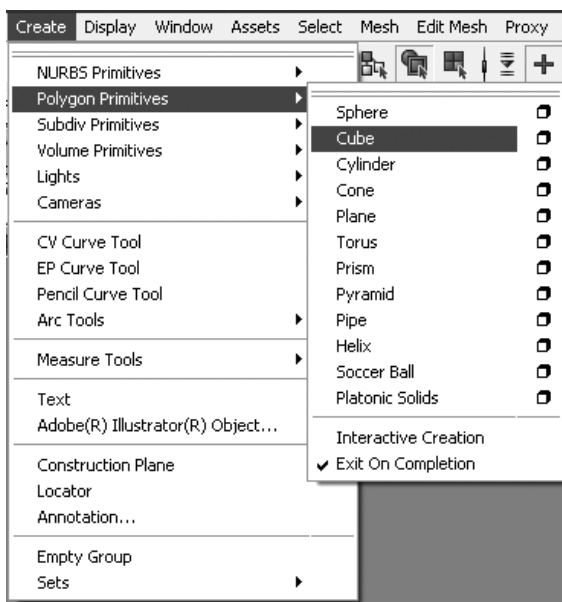 Create Display Window Assets Select Mesh Edit Mesh Proxy
NURBS Primitives
Polygon Primitives
Subdiv Primitives
Volume Primitives
Lights
Cameras
CV Curve Tool
EP Curve Tool
Pencil Curve Tool
Arc Tools
Measure Tools
Text
Adobe(R) Illustrator(R) Object...
Construction Plane
Locator
Annotation...
Empty Group
Sets
Sphere
Cube
Cylinder
Cone
Plane
Torus
Prism
Pyramid
Pipe
Helix
Soccer Ball
Platonic Solids
Interactive Creation
Exit On Completion